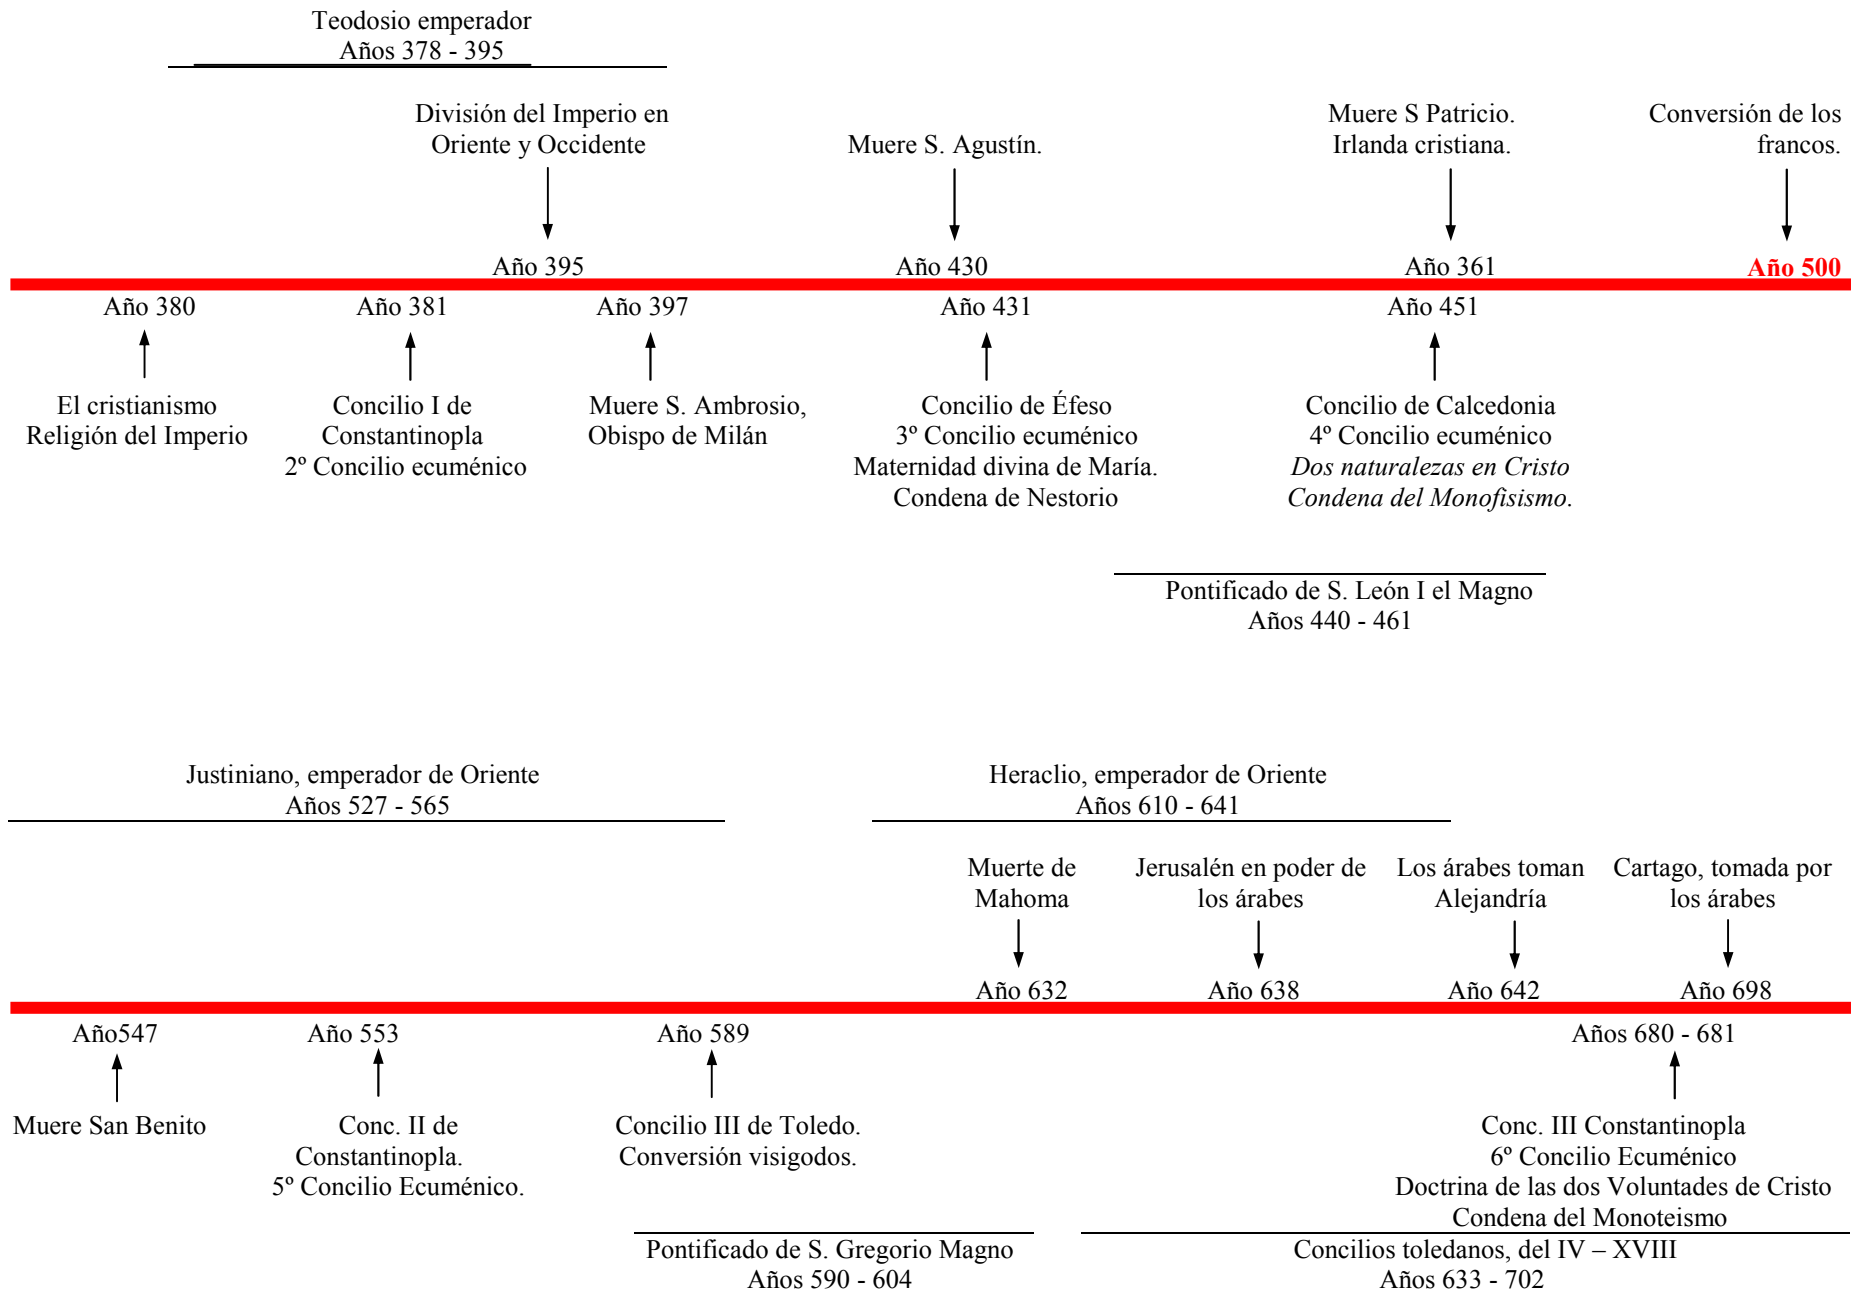 Teodosio emperador
Años 378 - 395
División del Imperio en
Oriente y Occidente
Muere S. Agustín.
Muere S Patricio.
Irlanda cristiana.
Conversión de los
francos.
Año 395
Año 430
Año 361
Año 500
Año 380
Año 381
Año 397
Año 431
Año 451
El cristianismo
Religión del Imperio
Concilio I de
Constantinopla
2º Concilio ecuménico
Muere S. Ambrosio,
Obispo de Milán
Concilio de Éfeso
3º Concilio ecuménico
Maternidad divina de María.
Condena de Nestorio
Concilio de Calcedonia
4º Concilio ecuménico
Dos naturalezas en Cristo
Condena del Monofisismo.
Pontificado de S. León I el Magno
Años 440 - 461
Justiniano, emperador de Oriente
Años 527 - 565
Heraclio, emperador de Oriente
Años 610 - 641
Muerte de
Mahoma
Jerusalén en poder de
los árabes
Los árabes toman
Alejandría
Cartago, tomada por
los árabes
Año 632
Año 638
Año 642
Año 698
Año547
Año 553
Año 589
Años 680 - 681
Muere San Benito
Conc. II de
Constantinopla.
5º Concilio Ecuménico.
Concilio III de Toledo.
Conversión visigodos.
Conc. III Constantinopla
6º Concilio Ecuménico
Doctrina de las dos Voluntades de Cristo
Condena del Monoteismo
Pontificado de S. Gregorio Magno
Años 590 - 604
Concilios toledanos, del IV – XVIII
Años 633 - 702